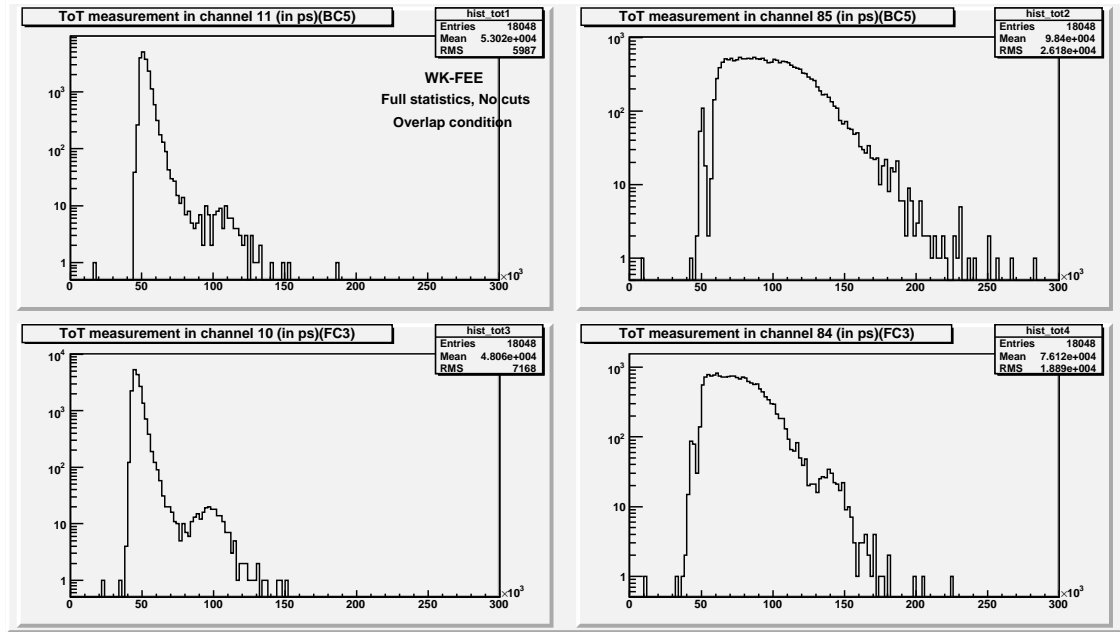 ToT measurement in channel 11 (in ps)(BC5)
hist_tot1
Entries 18048
Mean 5.302e+004
RMS 5987
WK-FEE
Full statistics, No cuts
Overlap condition
10³
10²
10
1
0 50 100 150 200 250 300
×10³
ToT measurement in channel 85 (in ps)(BC5)
hist_tot2
Entries 18048
Mean 9.84e+004
RMS 2.618e+004
10³
10²
10
1
0 50 100 150 200 250 300
×10³
ToT measurement in channel 10 (in ps)(FC3)
hist_tot3
Entries 18048
Mean 4.806e+004
RMS 7168
10⁴
10³
10²
10
1
0 50 100 150 200 250 300
×10³
ToT measurement in channel 84 (in ps)(FC3)
hist_tot4
Entries 18048
Mean 7.612e+004
RMS 1.889e+004
10³
10²
10
1
0 50 100 150 200 250 300
×10³